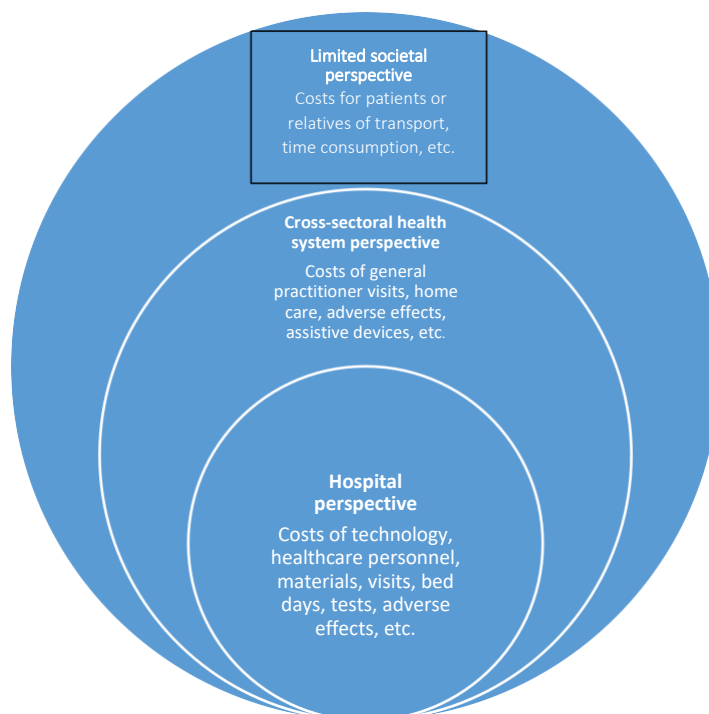 Limited societal
perspective
Costs for patients or
relatives of transport,
time consumption, etc.
Cross-sectoral health
system perspective
Costs of general
practitioner visits, home
care, adverse effects,
assistive devices, etc.
Hospital
perspective
Costs of technology,
healthcare personnel,
materials, visits, bed
days, tests, adverse
effects, etc.